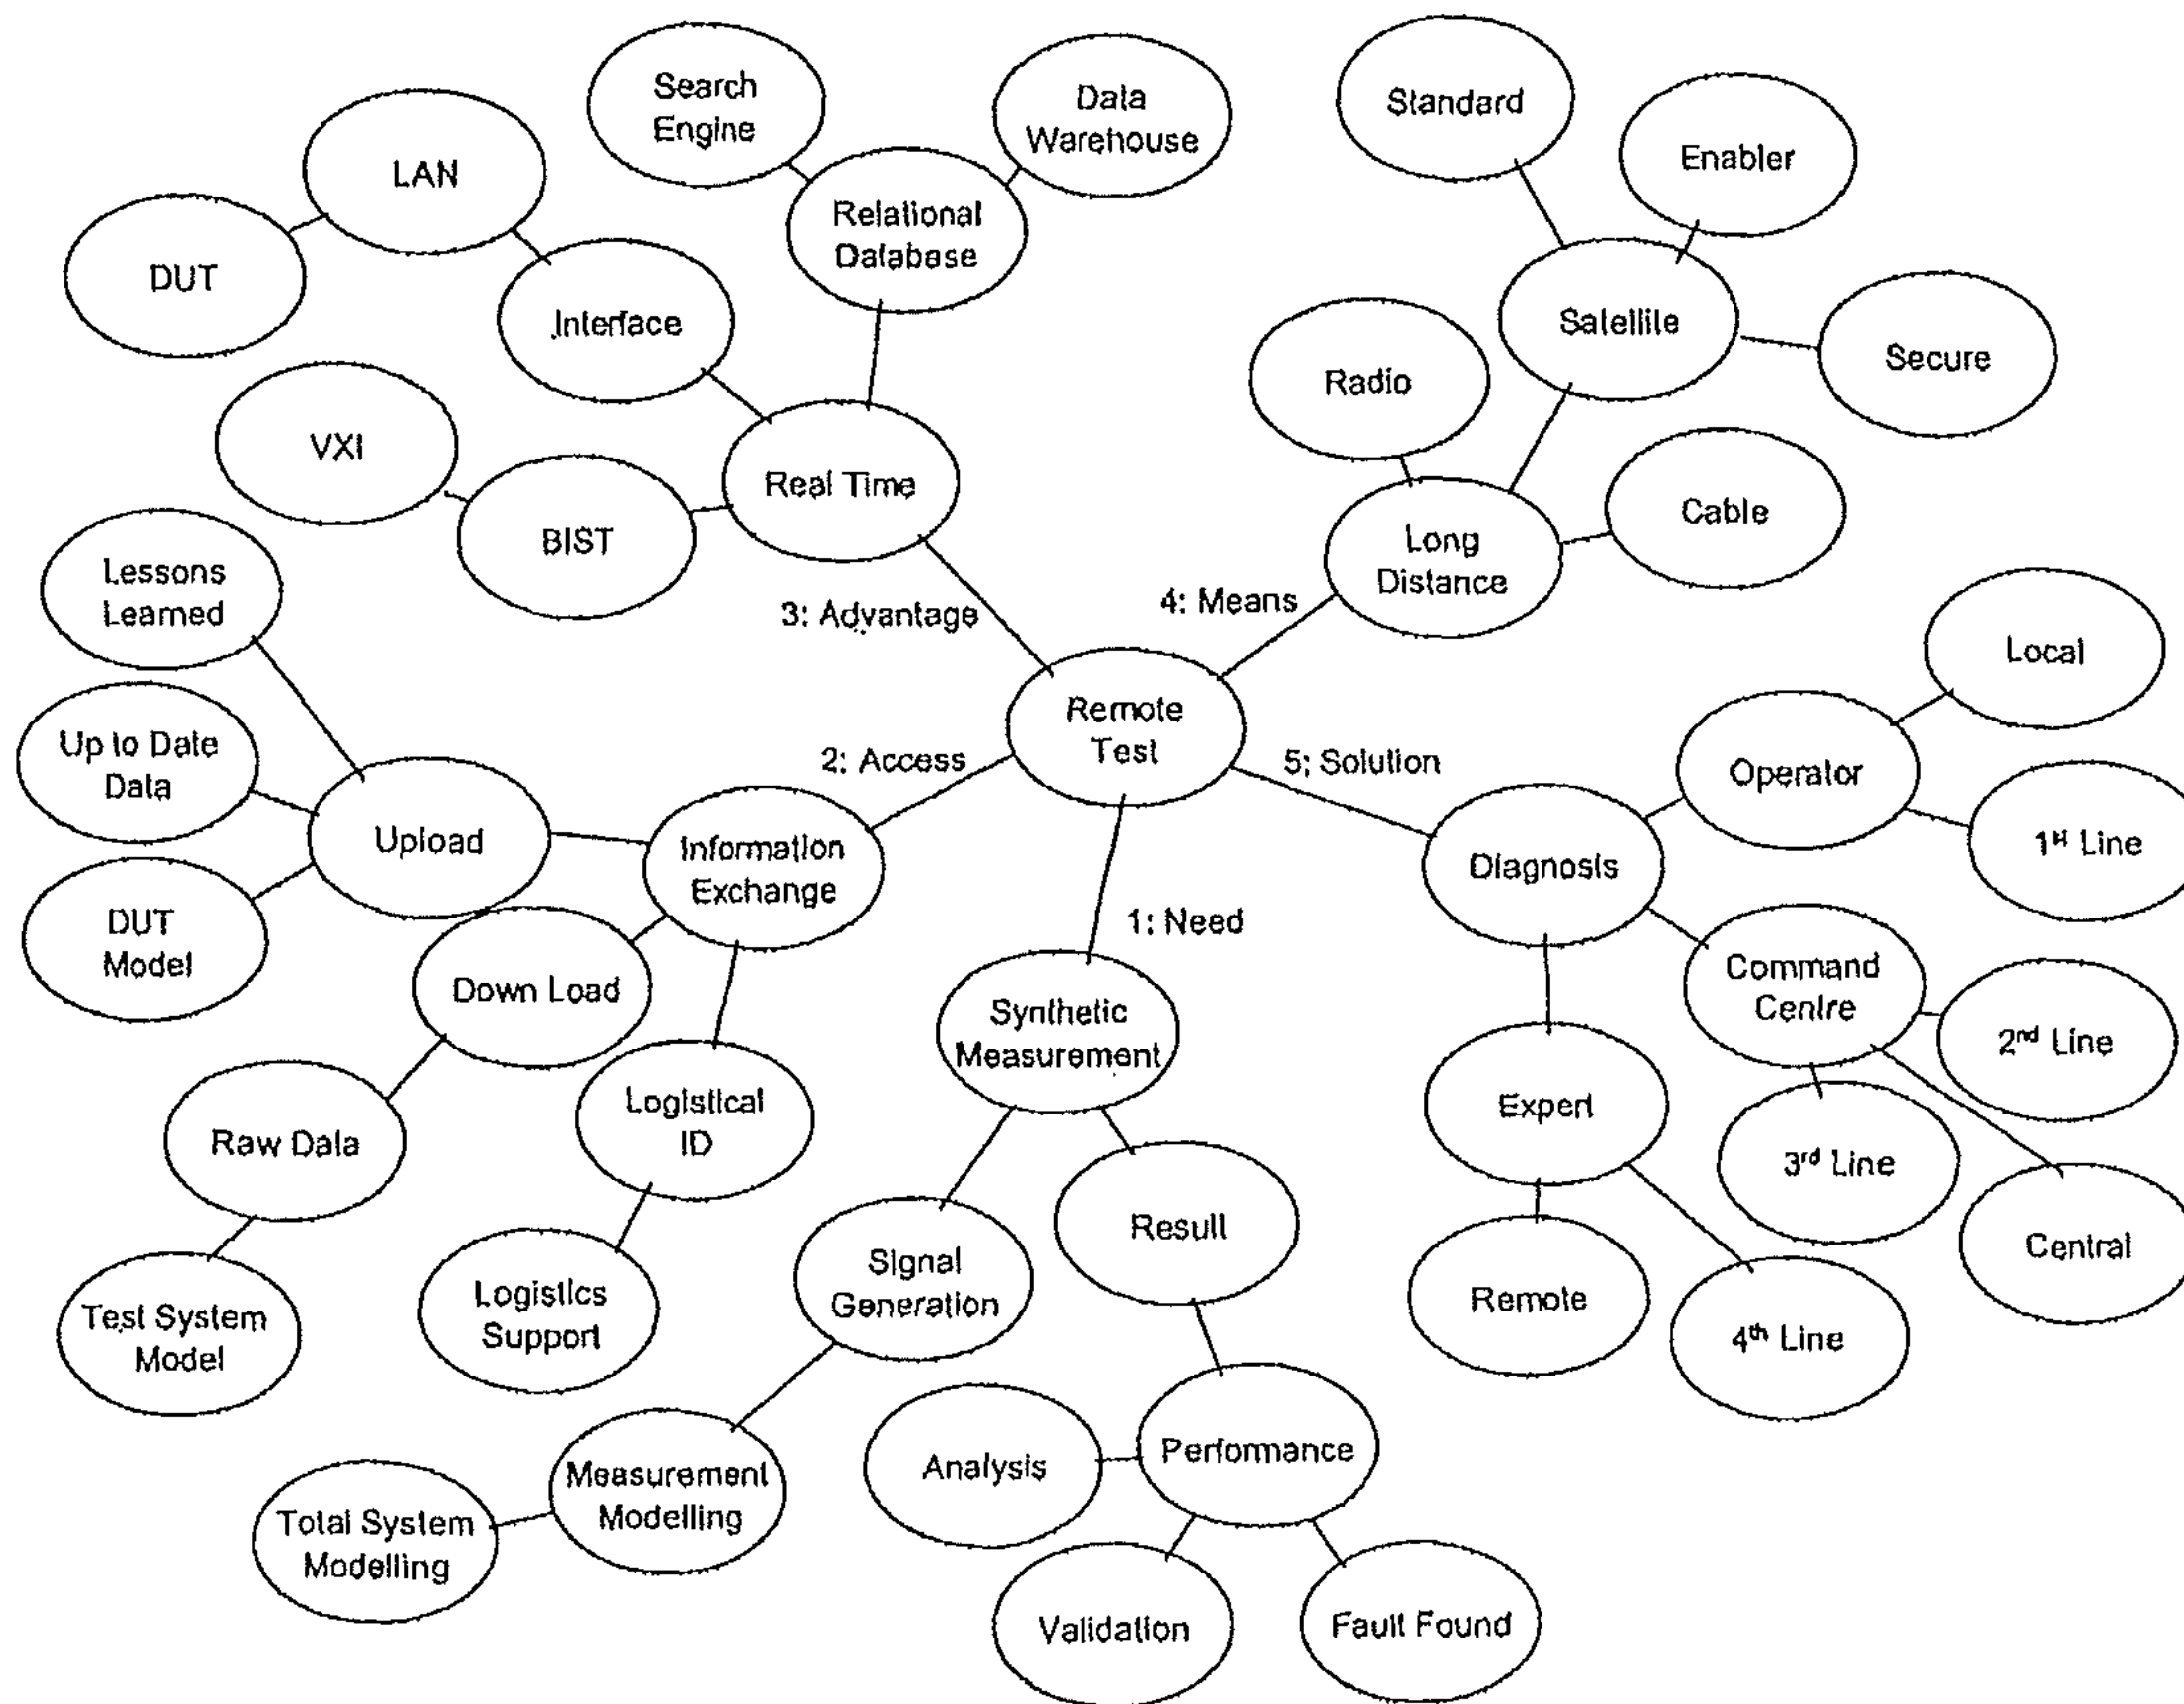 Search
Engine
Data
Warehouse
Standard
Enabler
LAN
Relational
Database
DUT
Interface
Satellite
Secure
Radio
VXI
Real Time
BIST
Long
Distance
Cable
Lessons
Learned
3: Advantage
4: Means
Local
Remote
Test
Up to Date
Data
2: Access
5: Solution
Operator
Upload
Information
Exchange
Diagnosis
1st Line
DUT
Model
1: Need
Down Load
Command
Centre
Synthetic
Measurement
2nd Line
Raw Data
Logistical
ID
Expert
3rd Line
Result
Central
Signal
Generation
Logistics
Support
Remote
4th Line
Test System
Model
Analysis
Performance
Measurement
Modelling
Total System
Modelling
Validation
Fault Found